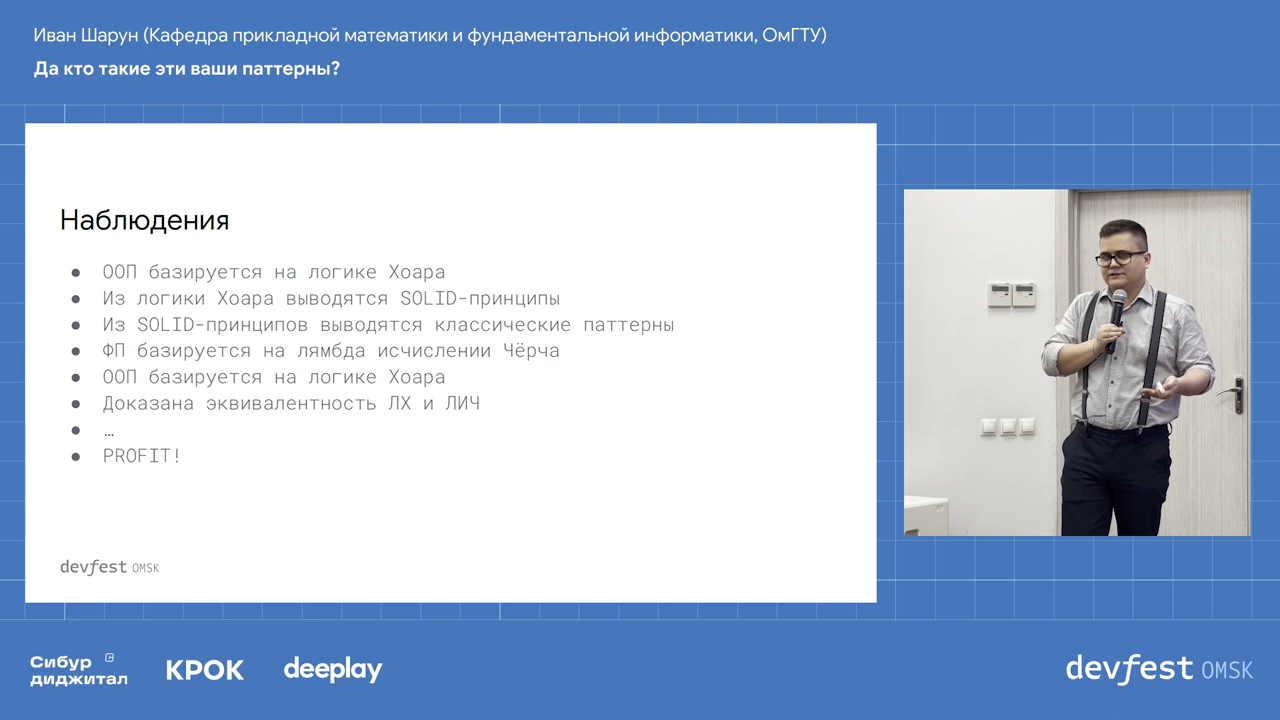 Иван Шарун (Кафедра прикладной математики и фундаментальной информатики, ОмГТУ)
Да кто такие эти ваши паттерны?
Наблюдения
● ООП базируется на логике Хоара
● Из логики Хоара выводятся SOLID-принципы
● Из SOLID-принципов выводятся классические паттерны
● ФП базируется на лямбда исчислении Чёрча
● ООП базируется на логике Хоара
● Доказана эквивалентность ЛХ и ЛИЧ
● …
● PROFIT!
devfest OMSK
Сибур
диджитал
КРОК
deeplay
devfest OMSK